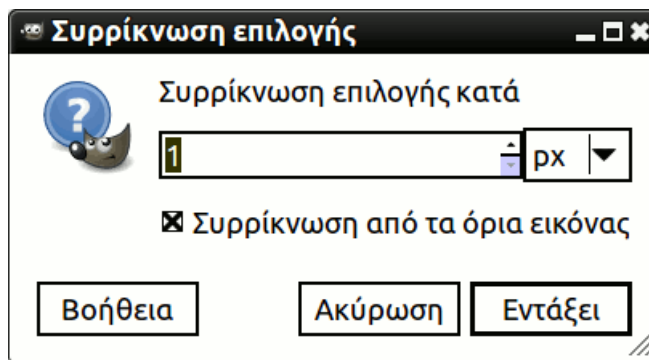 Συρρίκνωση επιλογής
Συρρίκνωση επιλογής κατά
1 px
Συρρίκνωση από τα όρια εικόνας
Βοήθεια Ακύρωση Εντάξει